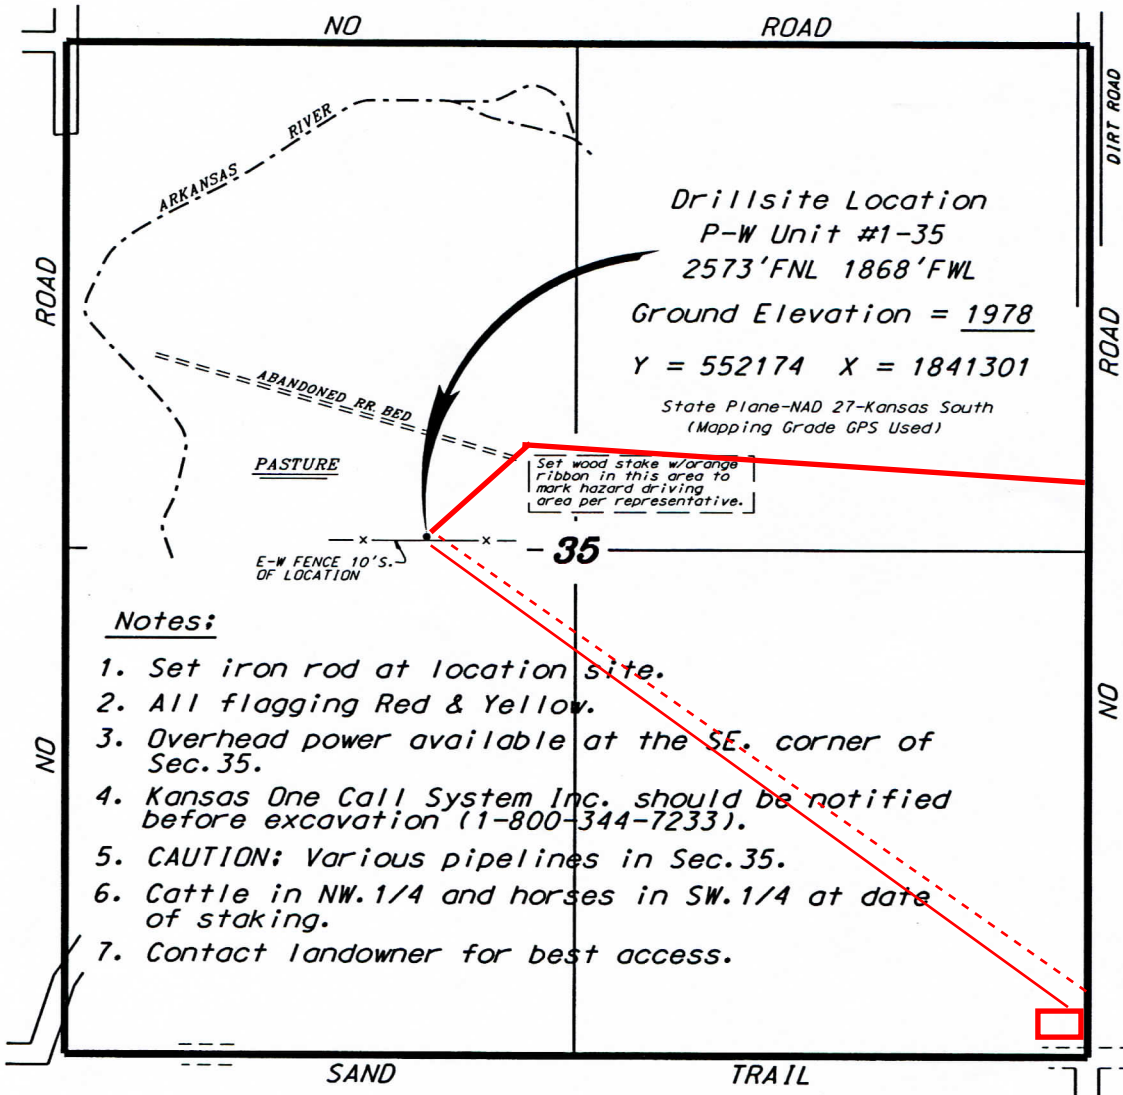 NO
ROAD
DIRT ROAD
RIVER
ARKANSAS
Drillsite Location
P-W Unit #1-35
2573'FNL 1868'FWL
ROAD
Ground Elevation = 1978
ROAD
Y = 552174 X = 1841301
State Plane-NAD 27-Kansas South
(Mapping Grade GPS Used)
ABANDONED RR. BED
PASTURE
Set wood stake w/orange
ribbon in this area to
mark hazard driving
area per representative.
x x
35
E-W FENCE 10'S.
OF LOCATION
Notes:
1. Set iron rod at location site.
2. All flagging Red & Yellow.
NO
3. Overhead power available at the SE. corner of
Sec.35.
NO
4. Kansas One Call System Inc. should be notified
before excavation (1-800-344-7233).
5. CAUTION: Various pipelines in Sec.35.
6. Cattle in NW.1/4 and horses in SW.1/4 at date
of staking.
7. Contact landowner for best access.
SAND
TRAIL